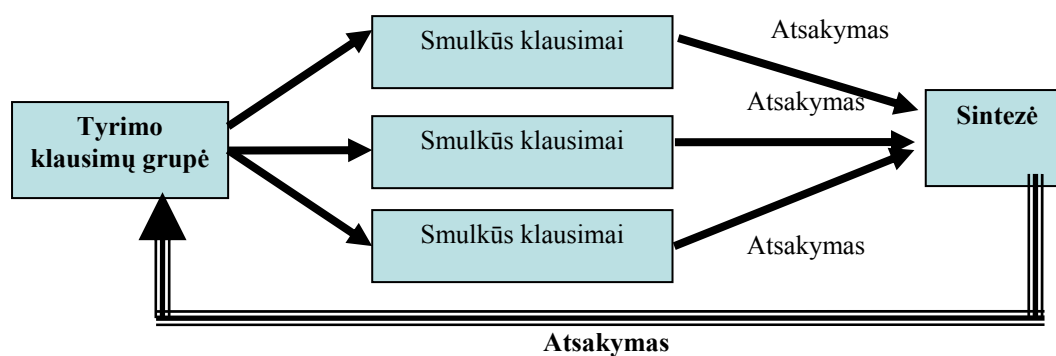 Tyrimo
klausimų grupė
Smulkūs klausimai
Smulkūs klausimai
Smulkūs klausimai
Atsakymas
Atsakymas
Atsakymas
Sintezė
Atsakymas